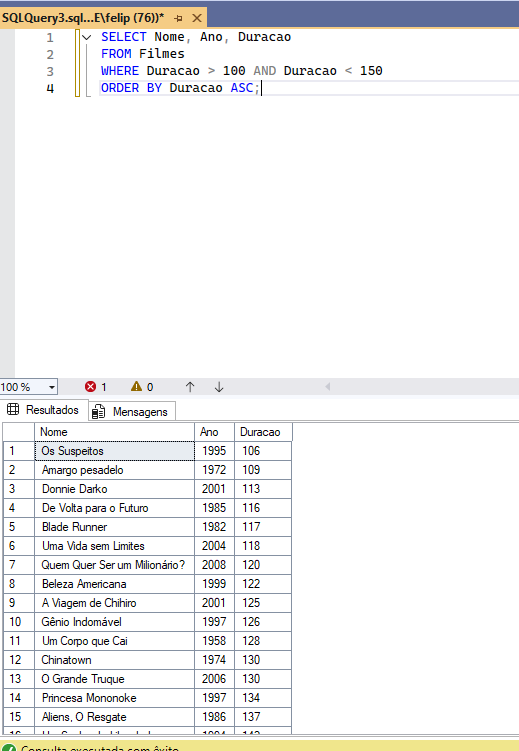 SQLQuery3.sql...E\felip (76))*
1 SELECT Nome, Ano, Duracao
2 FROM Filmes
3 WHERE Duracao > 100 AND Duracao < 150
4 ORDER BY Duracao ASC;
100 % 1 0
Resultados Mensagens
Nome Ano Duracao
1 Os Suspeitos 1995 106
2 Amargo pesadelo 1972 109
3 Donnie Darko 2001 113
4 De Volta para o Futuro 1985 116
5 Blade Runner 1982 117
6 Uma Vida sem Limites 2004 118
7 Quem Quer Ser um Milionário? 2008 120
8 Beleza Americana 1999 122
9 A Viagem de Chihiro 2001 125
10 Gênio Indomável 1997 126
11 Um Corpo que Cai 1958 128
12 Chinatown 1974 130
13 O Grande Truque 2006 130
14 Princesa Mononoke 1997 134
15 Aliens, O Resgate 1986 137
Consulta executada com êxito